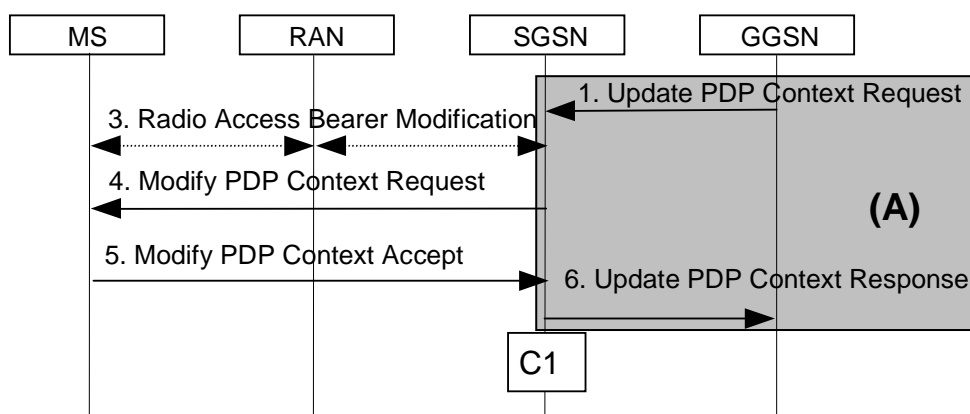 MS
RAN
SGSN
GGSN
1. Update PDP Context Request
3. Radio Access Bearer Modification
4. Modify PDP Context Request
(A)
5. Modify PDP Context Accept
6. Update PDP Context Response
C1